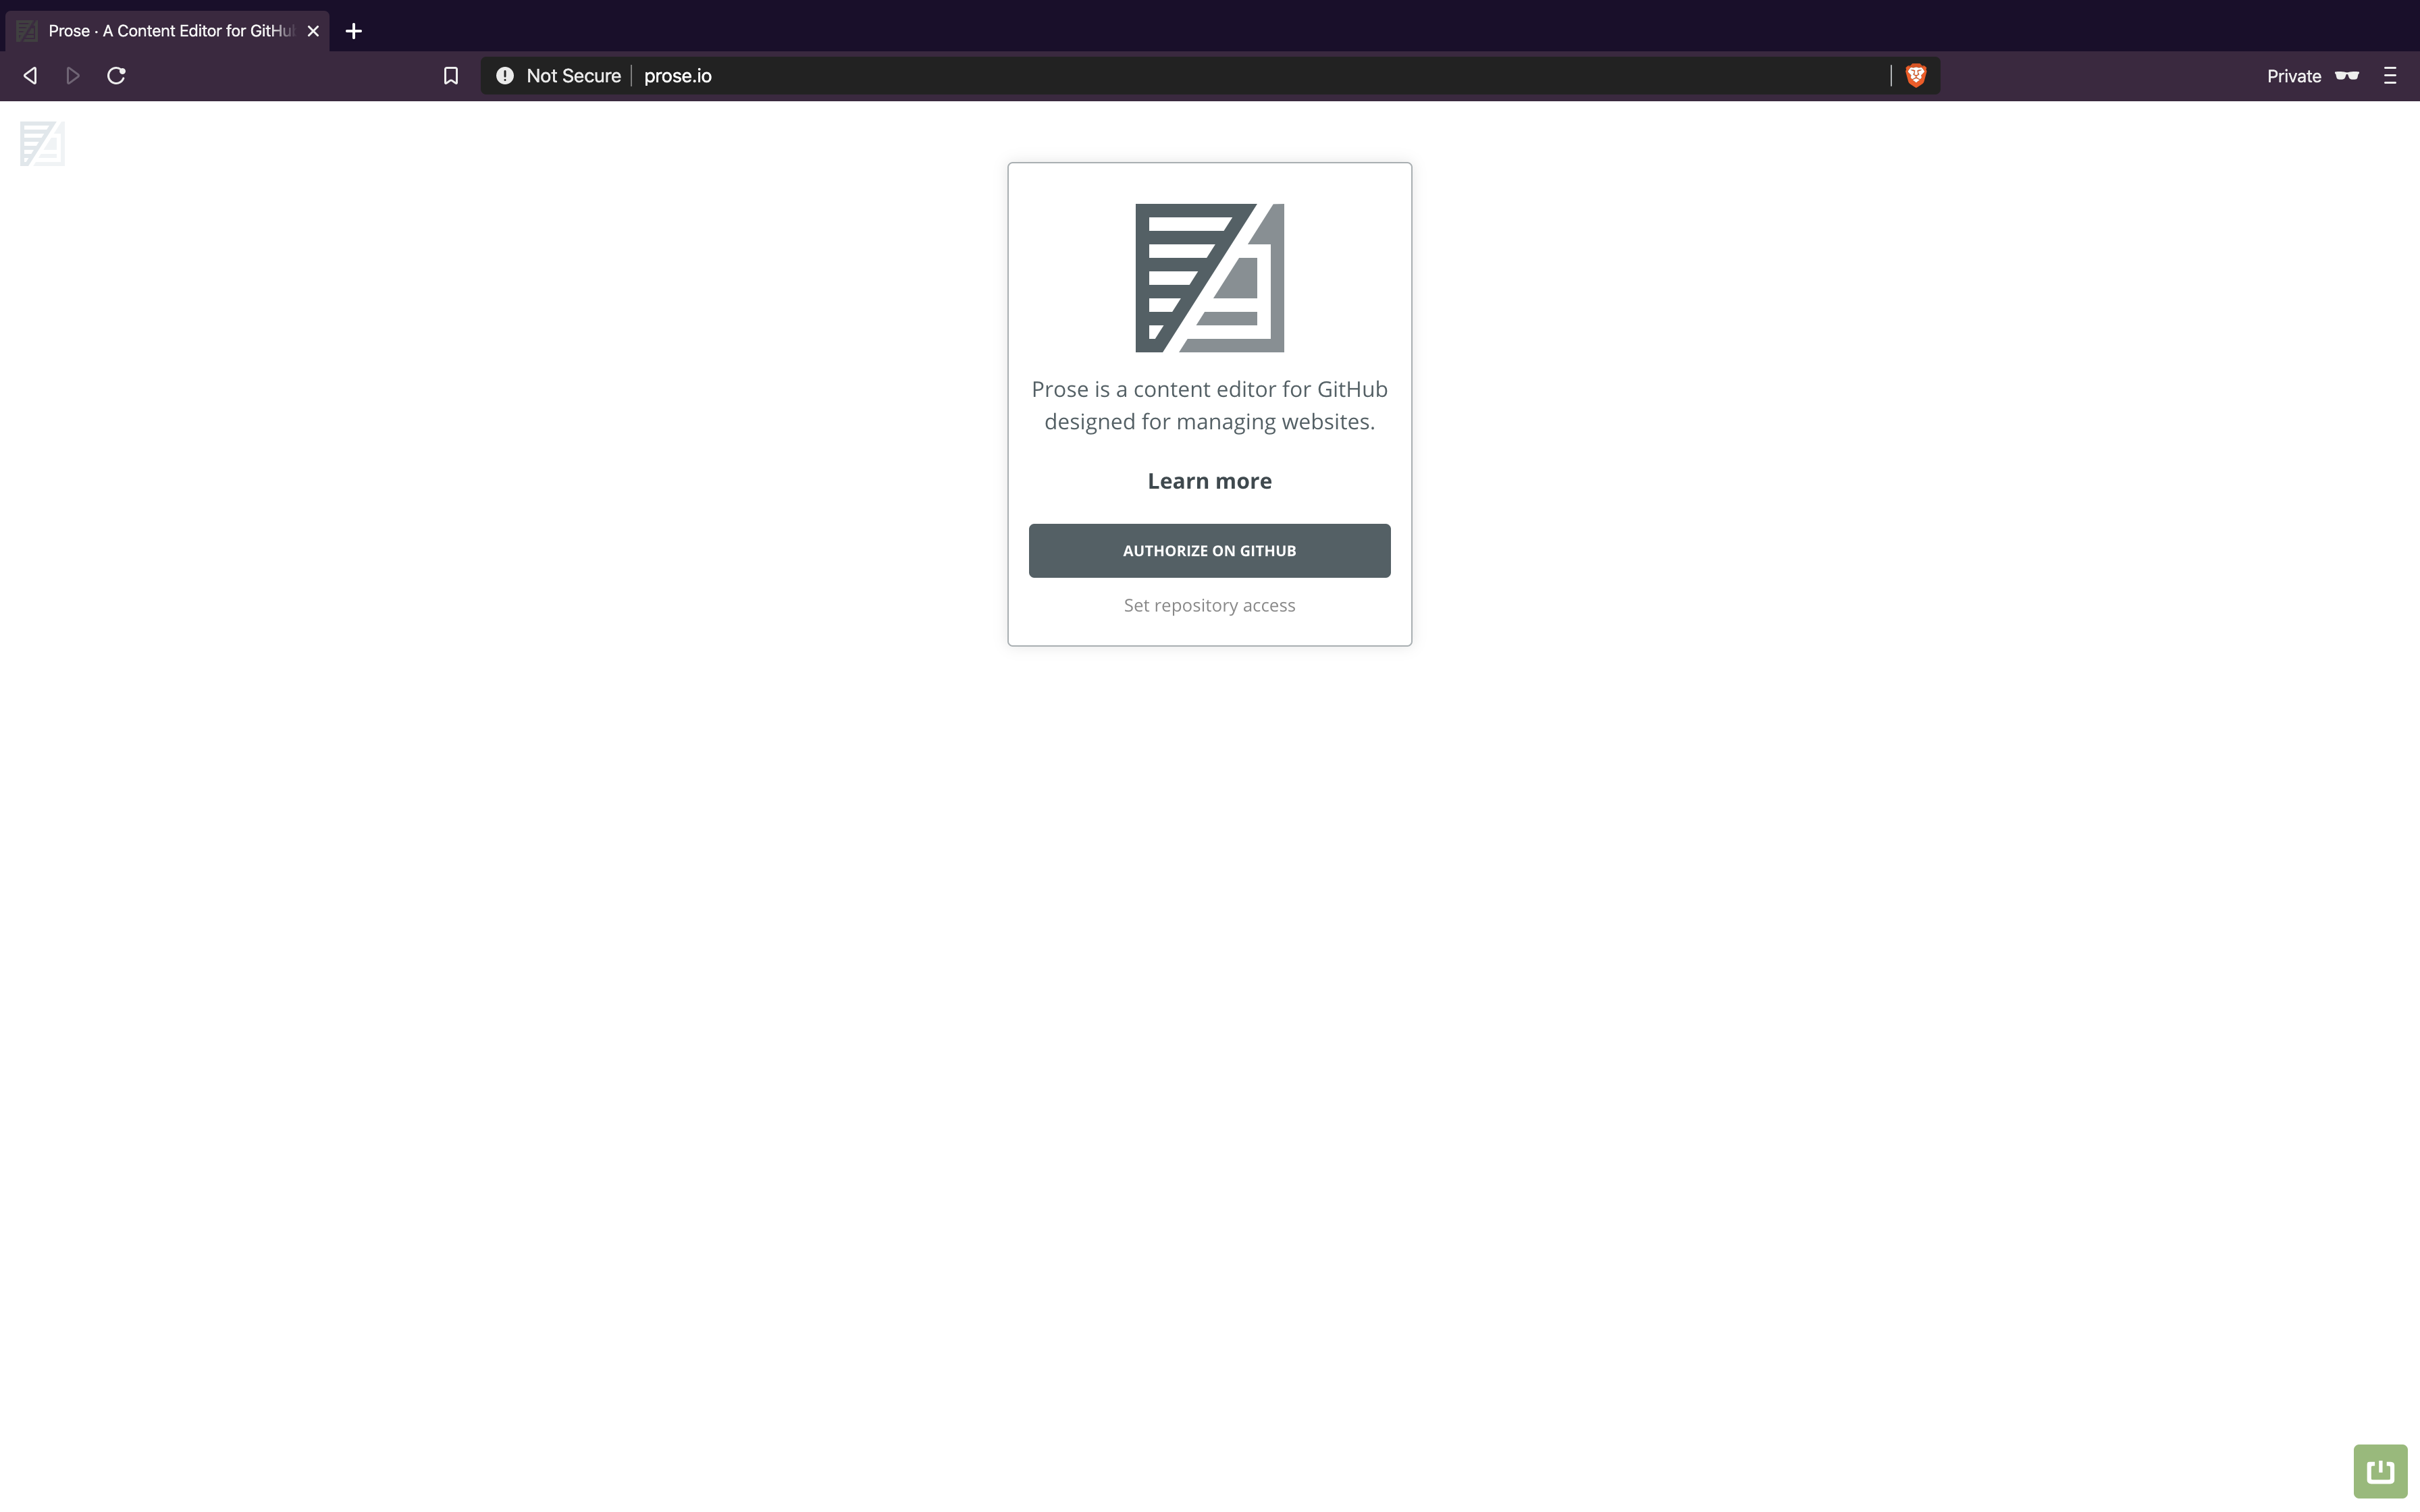 Prose · A Content Editor for GitHu
Not Secure prose.io
Private
Prose is a content editor for GitHub
designed for managing websites.
Learn more
AUTHORIZE ON GITHUB
Set repository access